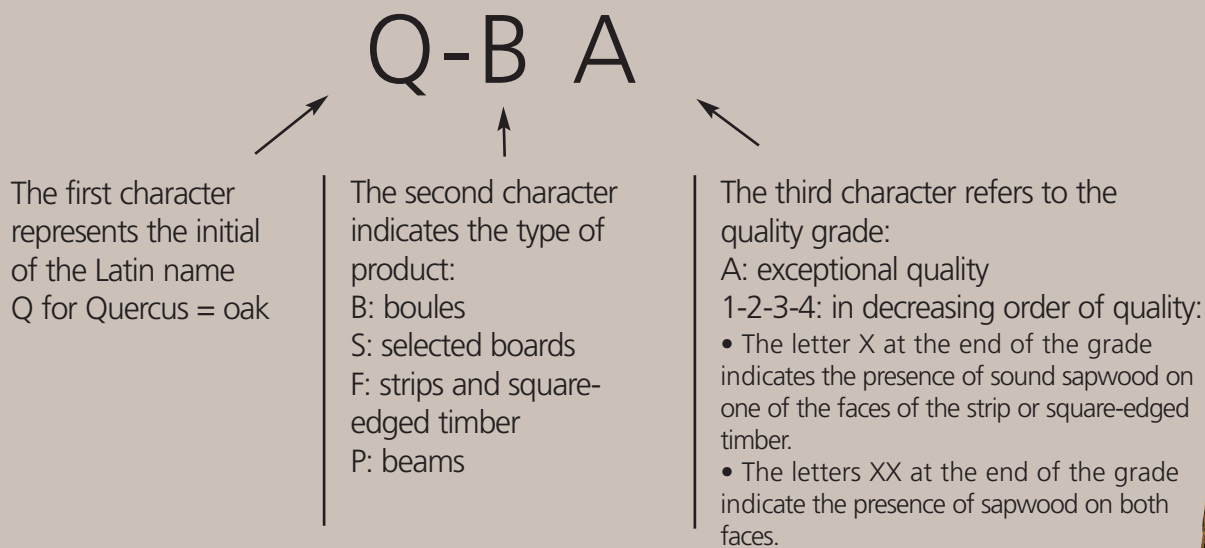 Q-B A
The first character
represents the initial
of the Latin name
Q for Quercus = oak
The second character
indicates the type of
product:
B: boules
S: selected boards
F: strips and square-
edged timber
P: beams
The third character refers to the
quality grade:
A: exceptional quality
1-2-3-4: in decreasing order of quality:
• The letter X at the end of the grade
indicates the presence of sound sapwood on
one of the faces of the strip or square-edged
timber.
• The letters XX at the end of the grade
indicate the presence of sapwood on both
faces.